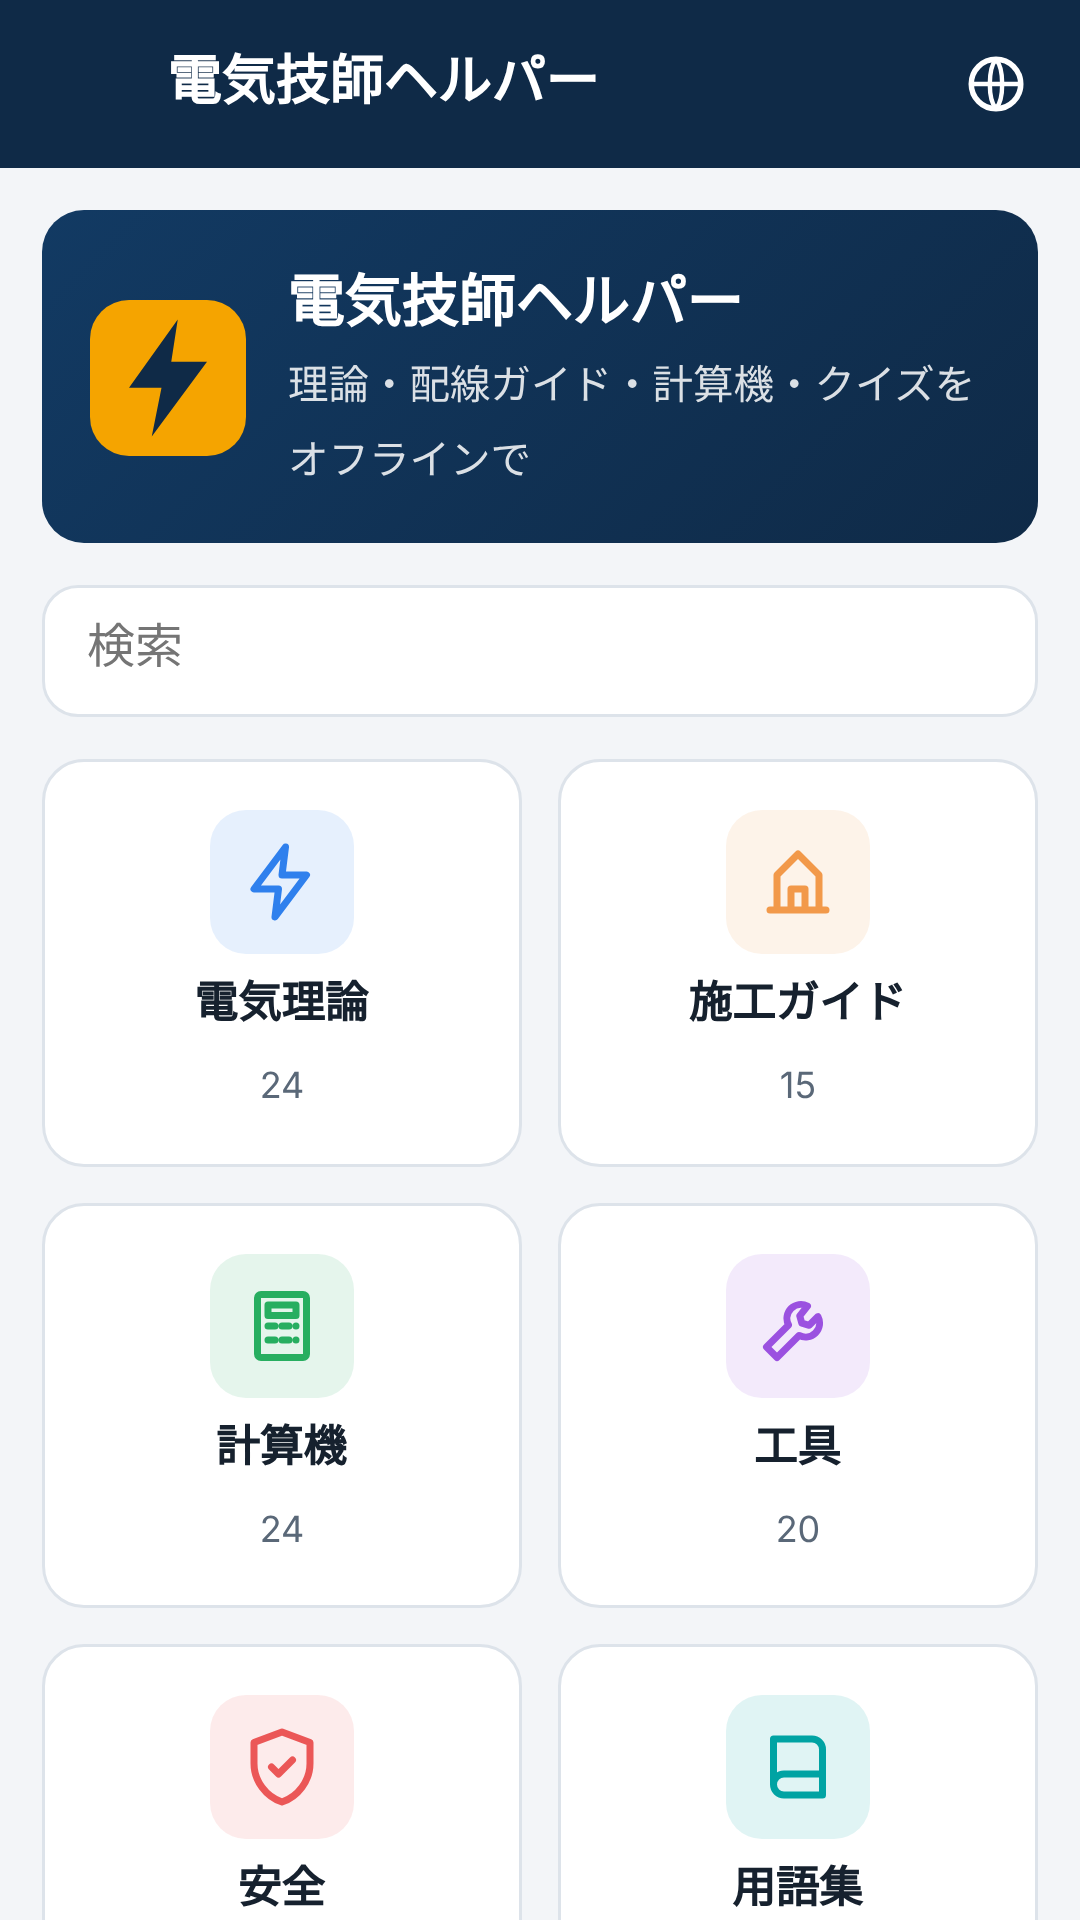 電気技師ヘルパー
電気技師ヘルパー
理論・配線ガイド・計算機・クイズを
オフラインで
検索
電気理論
施工ガイド
24
15
計算機
工具
24
20
安全
用語集